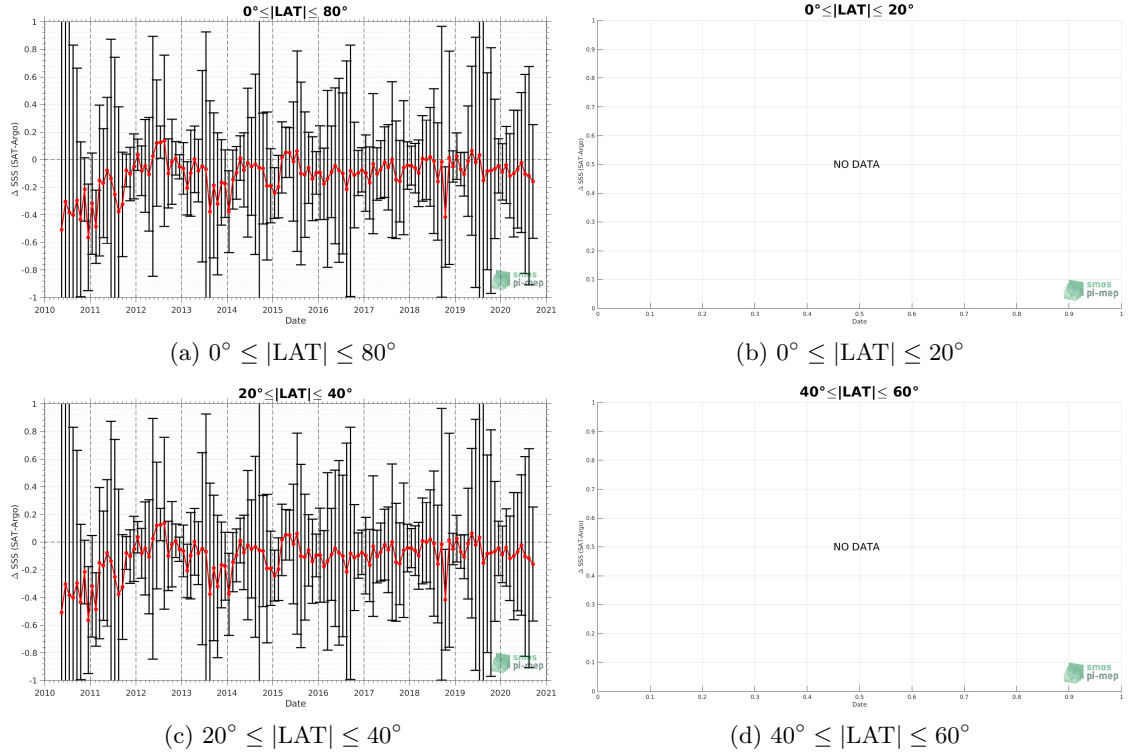 0°≤|LAT|≤ 80°
1
0.8
0.6
0.4
0.2
0
-0.2
-0.4
-0.6
-0.8
-1
Δ SSS (SAT-Argo)
2010 2011 2012 2013 2014 2015 2016 2017 2018 2019 2020 2021
Date
smos
pi-mep
(a) 0° ≤ |LAT| ≤ 80°
0°≤|LAT|≤ 20°
1
0.9
0.8
0.7
0.6
0.5
0.4
0.3
0.2
0.1
0
Δ SSS (SAT-Argo)
NO DATA
0 0.1 0.2 0.3 0.4 0.5 0.6 0.7 0.8 0.9 1
Date
smos
pi-mep
(b) 0° ≤ |LAT| ≤ 20°
20°≤|LAT|≤ 40°
1
0.8
0.6
0.4
0.2
0
-0.2
-0.4
-0.6
-0.8
-1
Δ SSS (SAT-Argo)
2010 2011 2012 2013 2014 2015 2016 2017 2018 2019 2020 2021
Date
smos
pi-mep
(c) 20° ≤ |LAT| ≤ 40°
40°≤|LAT|≤ 60°
1
0.9
0.8
0.7
0.6
0.5
0.4
0.3
0.2
0.1
0
Δ SSS (SAT-Argo)
NO DATA
0 0.1 0.2 0.3 0.4 0.5 0.6 0.7 0.8 0.9 1
Date
smos
pi-mep
(d) 40° ≤ |LAT| ≤ 60°